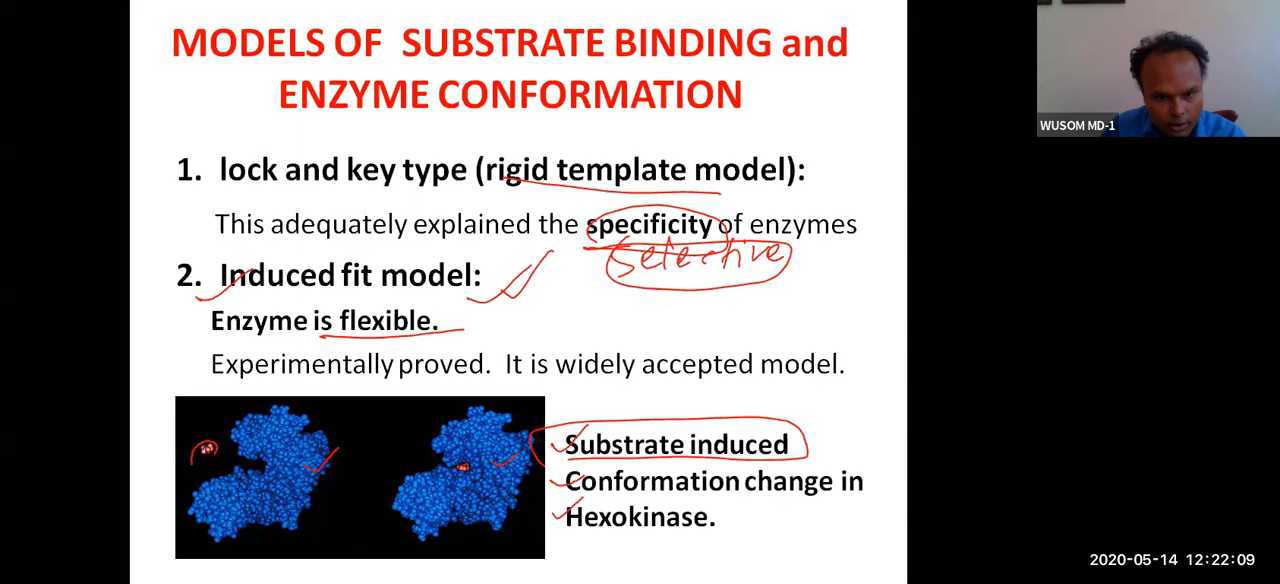 MODELS OF SUBSTRATE BINDING and
ENZYME CONFORMATION
WUSOM MD-1
1. lock and key type (rigid template model):
This adequately explained the specificity of enzymes
selective
2. Induced fit model:
Enzyme is flexible.
Experimentally proved. It is widely accepted model.
Substrate induced
Conformation change in
Hexokinase.
2020-05-14 12:22:09